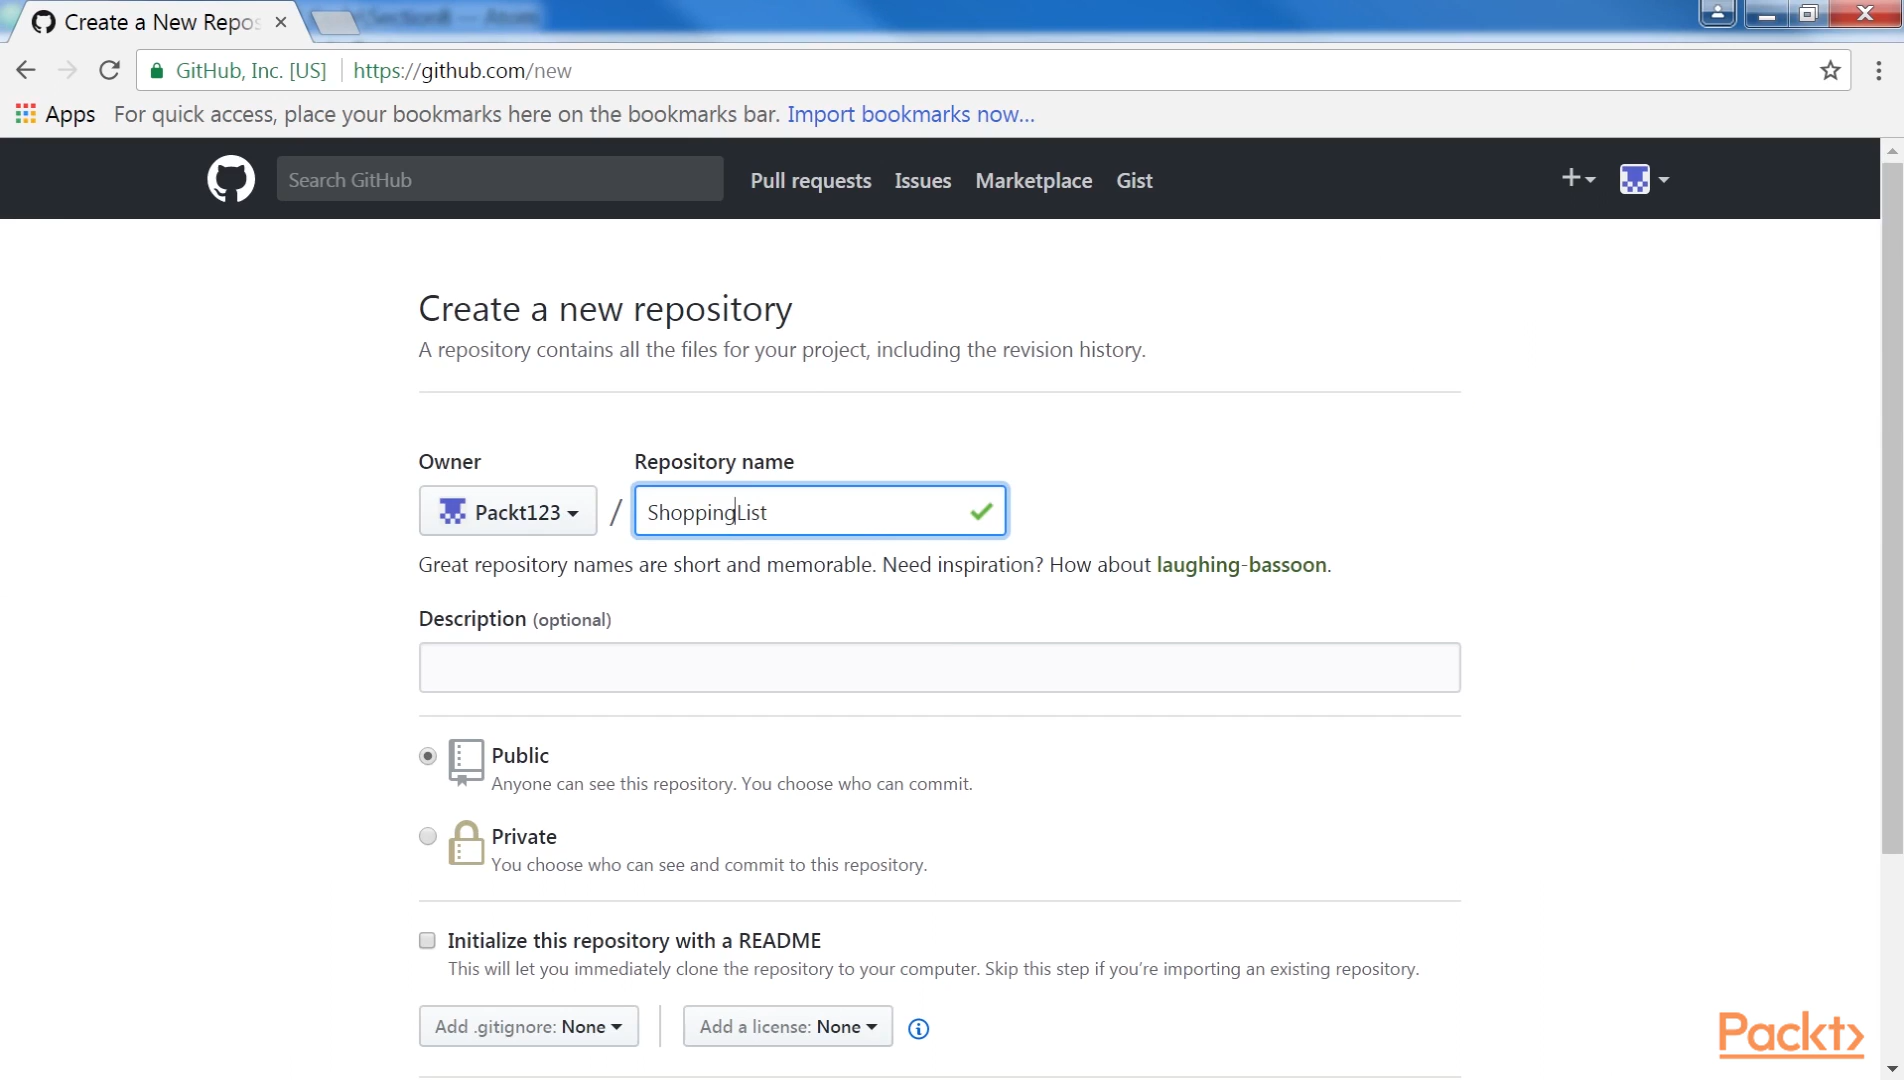 Create a New Repos
GitHub, Inc. [US] https://github.com/new
Apps For quick access, place your bookmarks here on the bookmarks bar. Import bookmarks now...
Search GitHub Pull requests Issues Marketplace Gist
Create a new repository
A repository contains all the files for your project, including the revision history.
Owner Repository name
Packt123 / ShoppingList
Great repository names are short and memorable. Need inspiration? How about laughing-bassoon.
Description (optional)
Public
Anyone can see this repository. You choose who can commit.
Private
You choose who can see and commit to this repository.
Initialize this repository with a README
This will let you immediately clone the repository to your computer. Skip this step if you're importing an existing repository.
Add .gitignore: None Add a license: None
Packt>